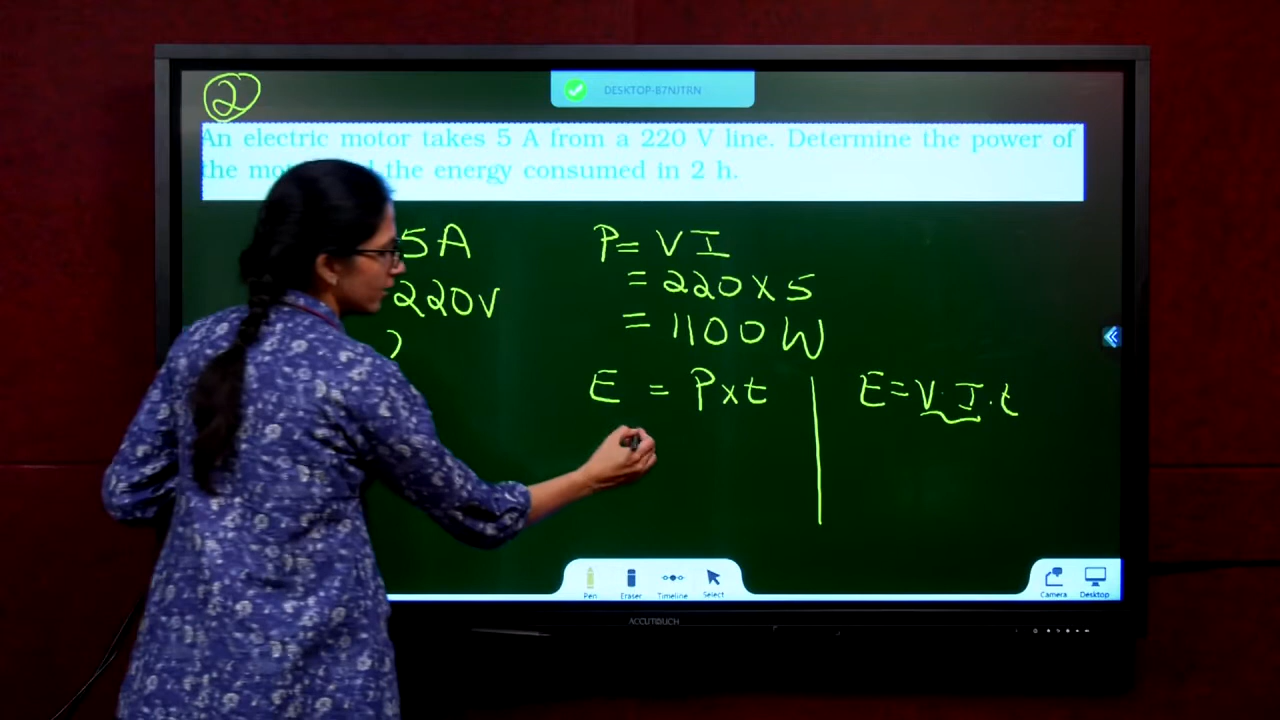 DESKTOP-B7NJTRN
2
An electric motor takes 5 A from a 220 V line. Determine the power of
the the energy consumed in 2 h.
5A
220V
?
P= VI
= 220 x 5
= 1100 W
E = Pxt
E=V.I.t
Pen Eraser Timeline Select
Camera Desktop
ACCUTOUCH